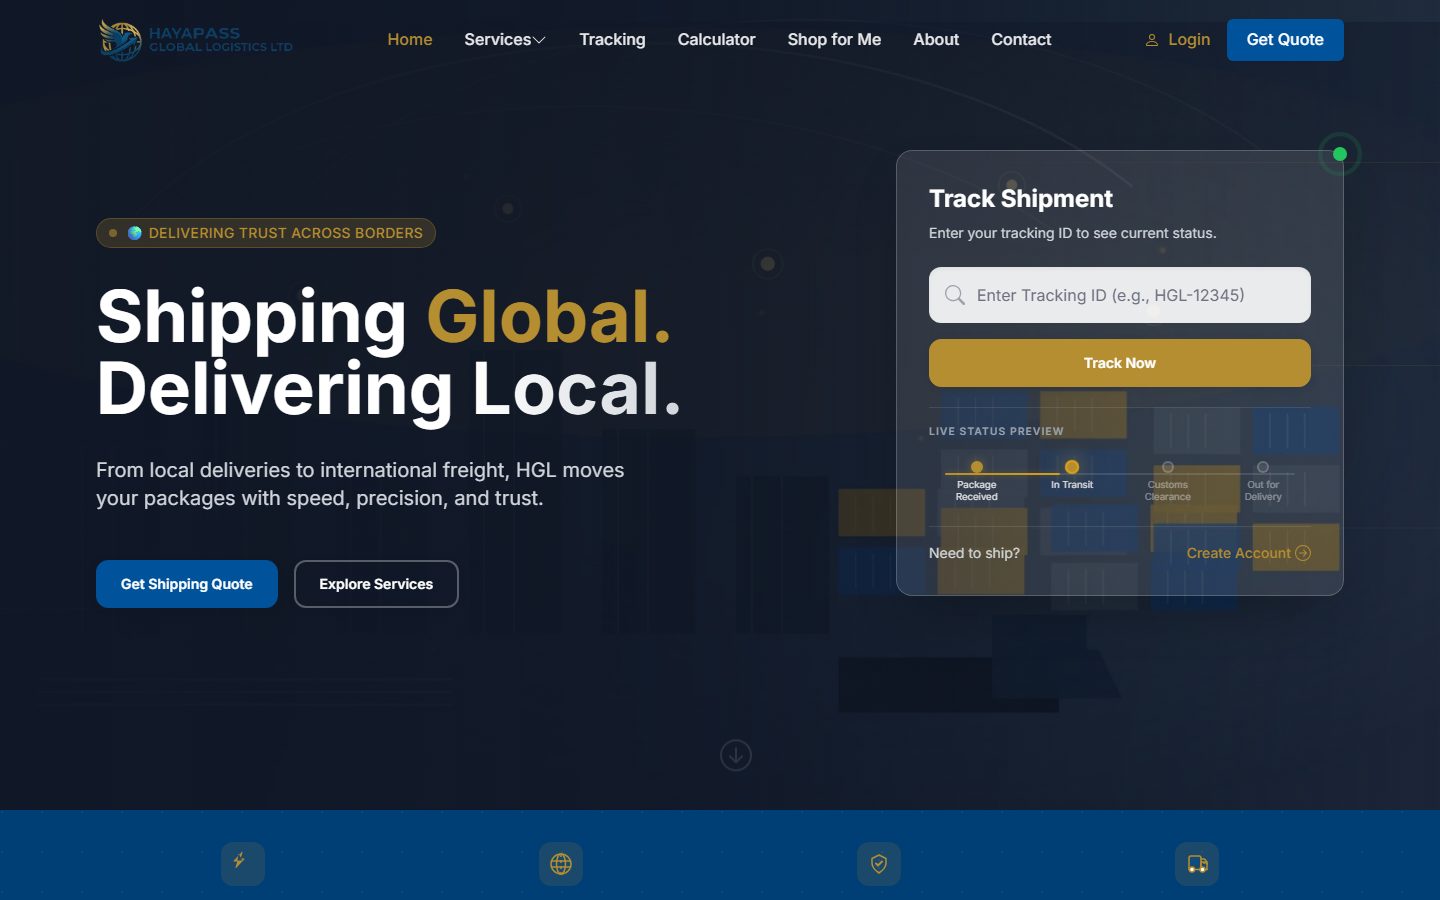 HAYAPASS
GLOBAL LOGISTICS LTD
Home
Services
Tracking
Calculator
Shop for Me
About
Contact
Login
Get Quote
DELIVERING TRUST ACROSS BORDERS
Shipping Global.
Delivering Local.
From local deliveries to international freight, HGL moves
your packages with speed, precision, and trust.
Get Shipping Quote
Explore Services
Track Shipment
Enter your tracking ID to see current status.
Enter Tracking ID (e.g., HGL-12345)
Track Now
LIVE STATUS PREVIEW
Package
Received
In Transit
Customs
Clearance
Out for
Delivery
Need to ship?
Create Account